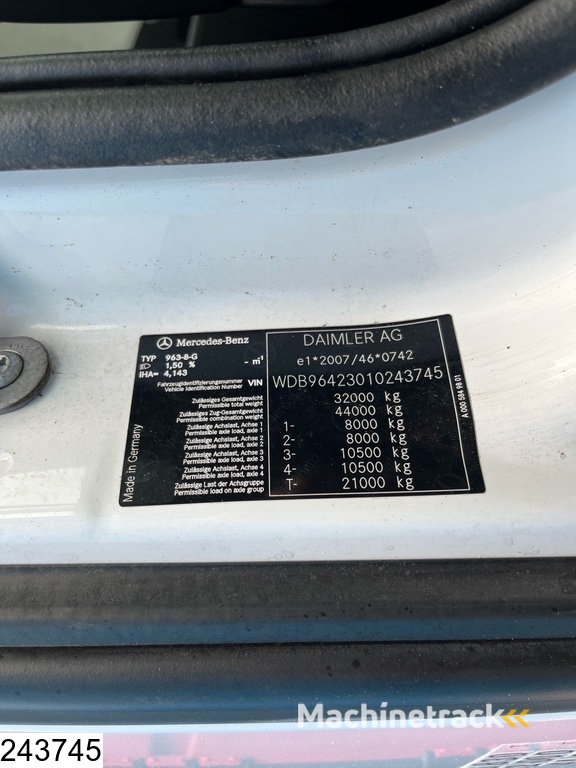 Mercedes-Benz
TYP 963-8-G - m⁻¹
1,50 %
IHA= 4,143
Fahrzeugidentifizierungsnummer
Vehicle Identification Number VIN
DAIMLER AG
e1*2007/46*0742
WDB96423010243745
Zulässiges Gesamtgewicht
Permissible total weight 32000 kg
Zulässiges Zug-Gesamtgewicht
Permissible combination weight 44000 kg
Zulässige Achslast, Achse 1
Permissible axle load, axle 1 1- 8000 kg
Zulässige Achslast, Achse 2
Permissible axle load, axle 2 2- 8000 kg
Zulässige Achslast, Achse 3
Permissible axle load, axle 3 3- 10500 kg
Zulässige Achslast, Achse 4
Permissible axle load, axle 4 4- 10500 kg
Zulässige Last der Achsgruppe
Permissible load on axle group T- 21000 kg
Made in Germany
A 000 584 98 01
Machinetrack
243745